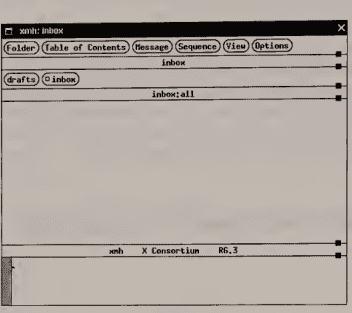 xmh: inbox
Folder Table of Contents Message Sequence View Options
inbox
drafts inbox
inbox:all
xmh X Consortium R6.3